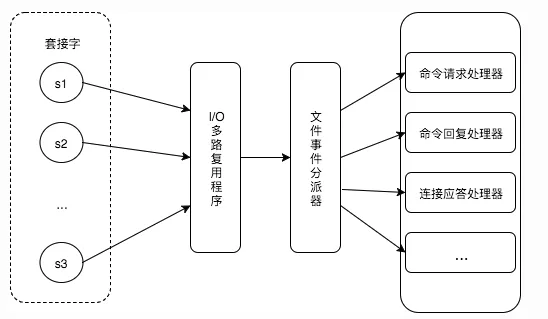 套接字
s1
s2
...
s3
I/O
多
路
复
用
程
序
文
件
事
件
分
派
器
命令请求处理器
命令回复处理器
连接应答处理器
...